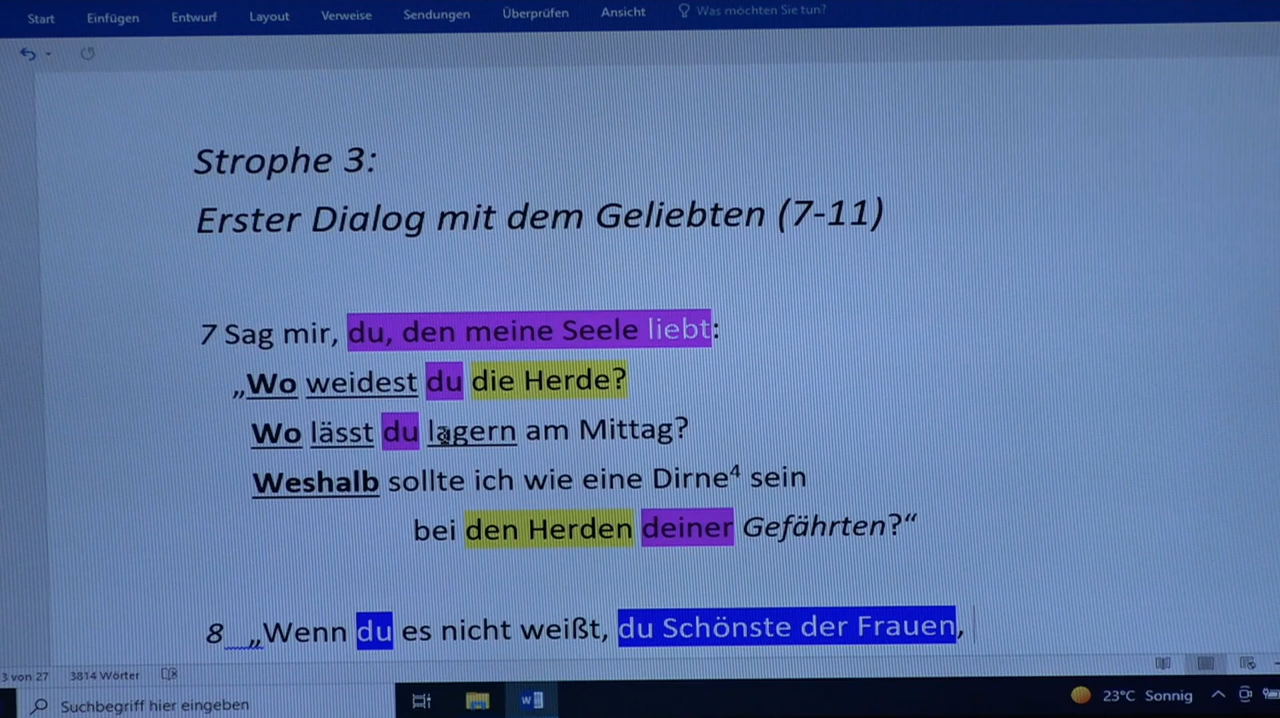 Start Einfügen Entwurf Layout Verweise Sendungen Überprüfen Ansicht Was möchten Sie tun?
Strophe 3:
Erster Dialog mit dem Geliebten (7-11)
7 Sag mir, du, den meine Seele liebt:
„Wo weidest du die Herde?
Wo lässt du lagern am Mittag?
Weshalb sollte ich wie eine Dirne⁴ sein
bei den Herden deiner Gefährten?“
8 „Wenn du es nicht weißt, du Schönste der Frauen,
3 von 27 3814 Wörter
Suchbegriff hier eingeben
23°C Sonnig